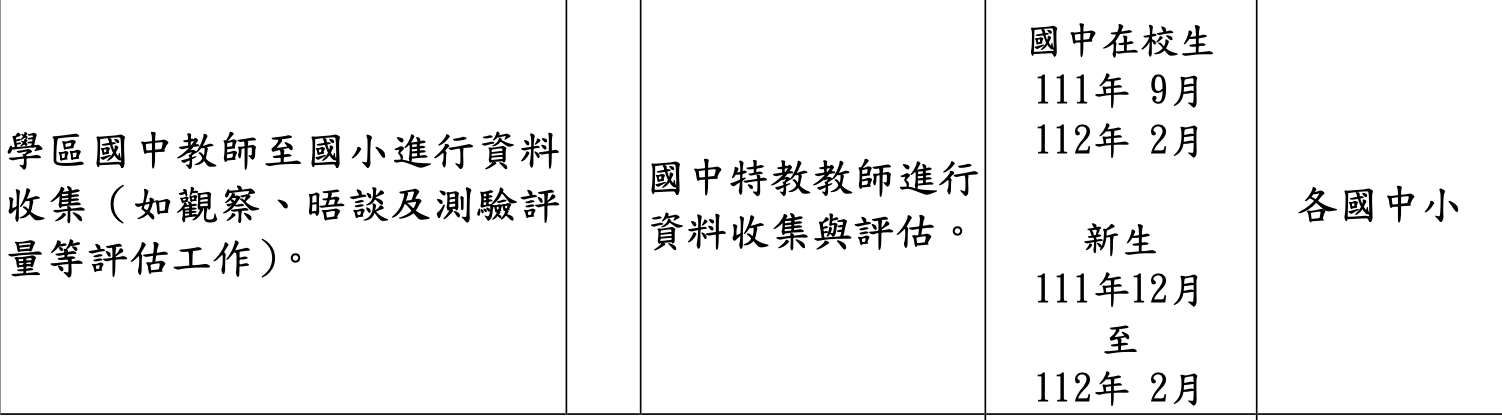 學區國中教師至國小進行資料
收集（如觀察、晤談及測驗評
量等評估工作）。
國中特教教師進行
資料收集與評估。
國中在校生
111年 9月
112年 2月
新生
111年12月
至
112年 2月
各國中小